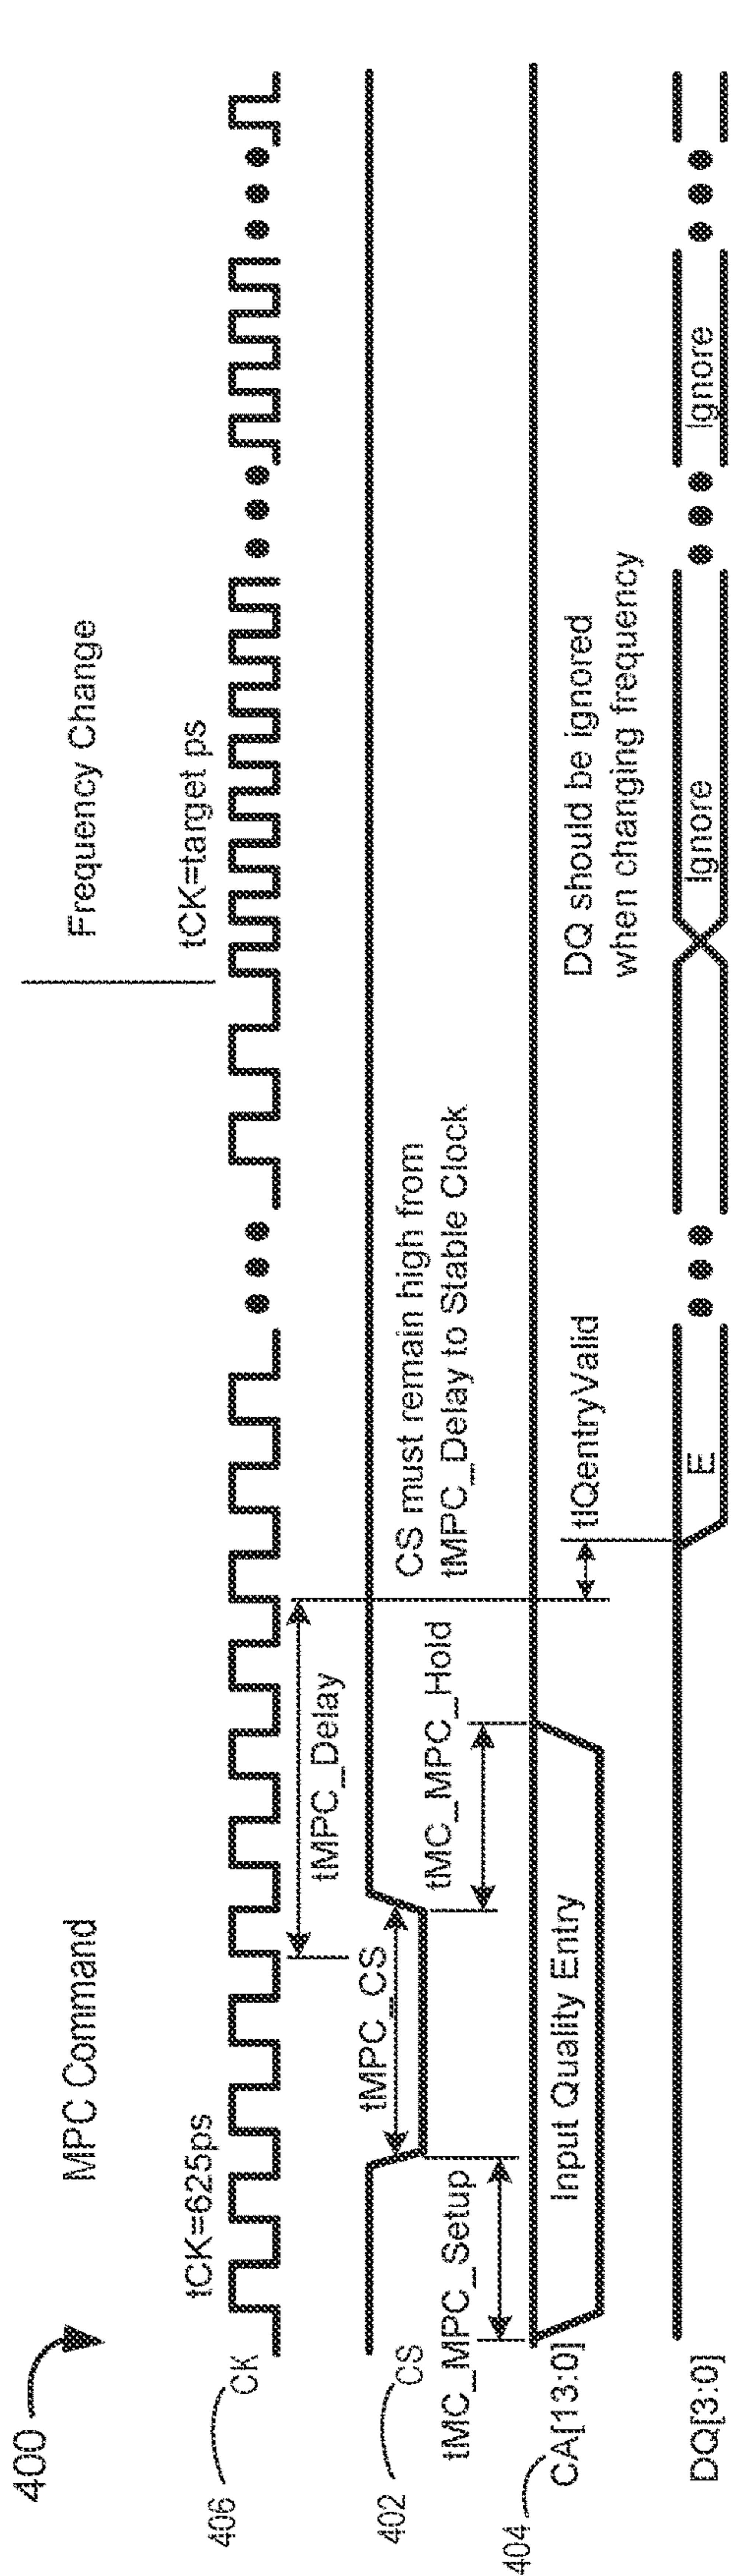 400
MPC Command
Frequency Change
tCK=625ps
tCK=target ps
406
CK
tMPC_Delay
402
CS
tMPC_CS
CS must remain high from
tMPC_Delay to Stable Clock
tMC_MPC_Setup
tMC_MPC_Hold
404
CA[13:0]
Input Quality Entry
tIQentryValid
DQ should be ignored
when changing frequency
DQ[3:0]
E
Ignore
Ignore